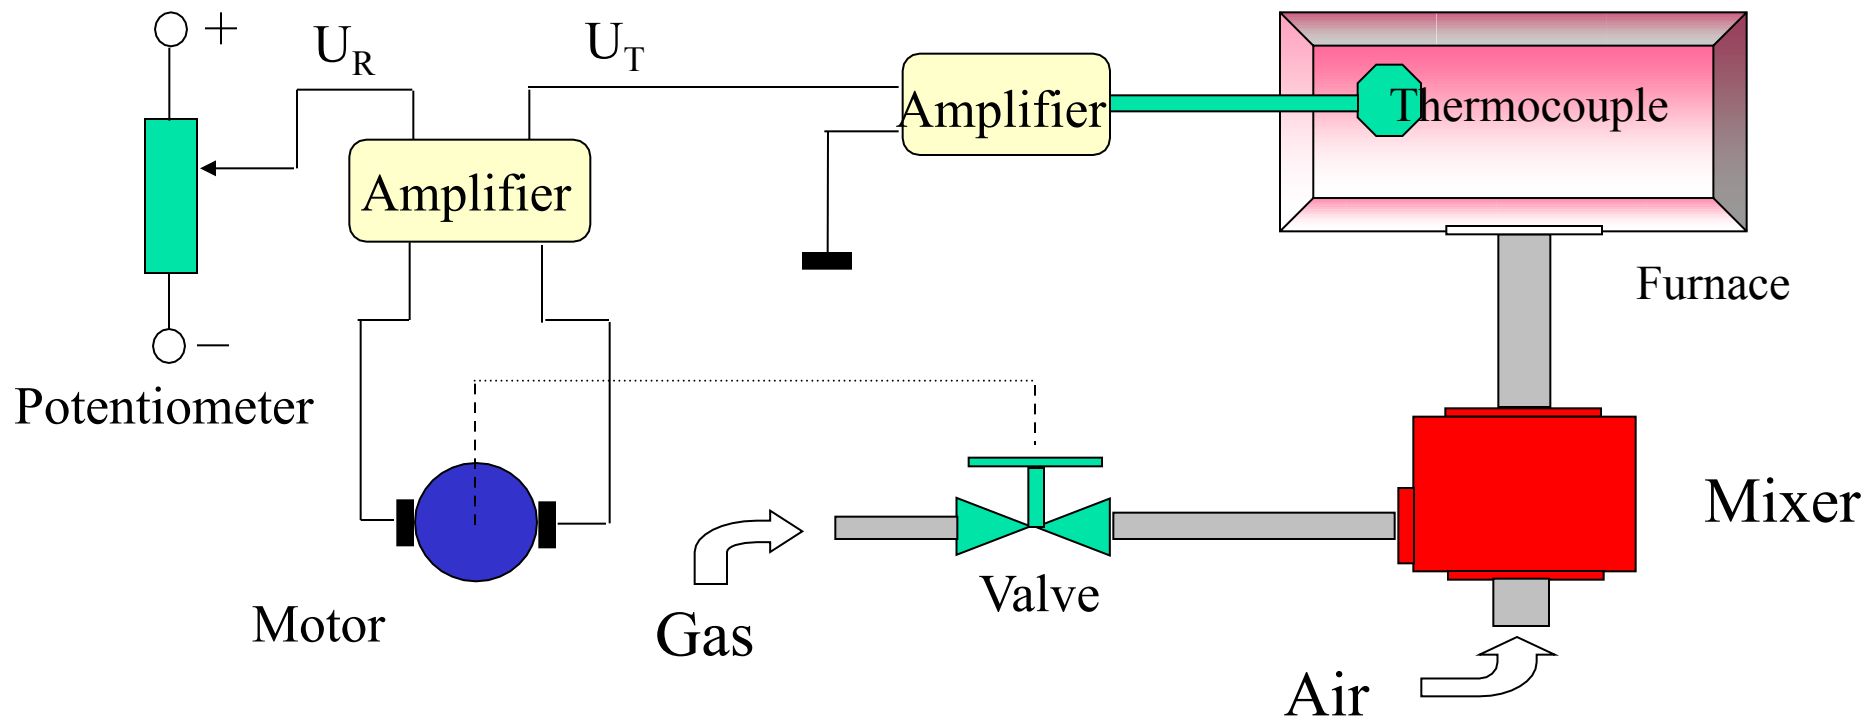 +
U_R
U_T
Amplifier
Thermocouple
Amplifier
Furnace
—
Potentiometer
Mixer
Valve
Motor
Gas
Air